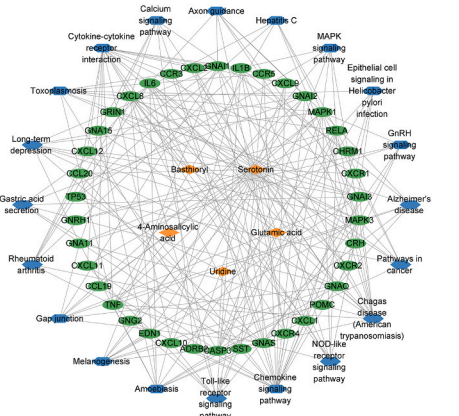 Calcium
signaling
pathway
Axon guidance
Hepatitis C
Cytokine-cytokine
receptor
interaction
MAPK
signaling
pathway
Toxoplasmosis
Epithelial cell
signaling in
Helicobacter
pylori
infection
Long-term
depression
GnRH
signaling
pathway
Gastric acid
secretion
Alzheimer's
disease
Rheumatoid
arthritis
Pathways in
cancer
Gap junction
Chagas
disease
(American
trypanosomiasis)
Melanogenesis
NOD-like
receptor
signaling
pathway
Amoebiasis
Toll-like
receptor
signaling
pathway
Chemokine
signaling
pathway
GNAI1
IL1B
CCR5
CXCL9
GNAI2
MAPK1
RELA
CHRM1
CXCR1
GNAI3
MAPK3
CRH
CXCR2
GNAO
POMC
CXCL1
CXCR4
GNAS
SST
CASP3
ADRB2
CXCL10
EDN1
GNG2
TNF
CCL19
CXCL11
GNA11
GNRH1
TP53
CCL20
CXCL12
GNA15
GRIN1
CXCL8
IL6
CCR3
CXCL2
Basthioryl
Serotonin
4-Aminosalicylic
acid
Glutamic acid
Uridine